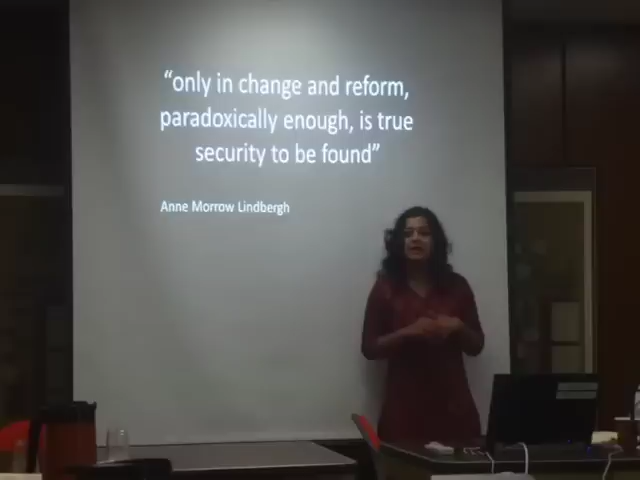 “only in change and reform,
paradoxically enough, is true
security to be found”
Anne Morrow Lindbergh